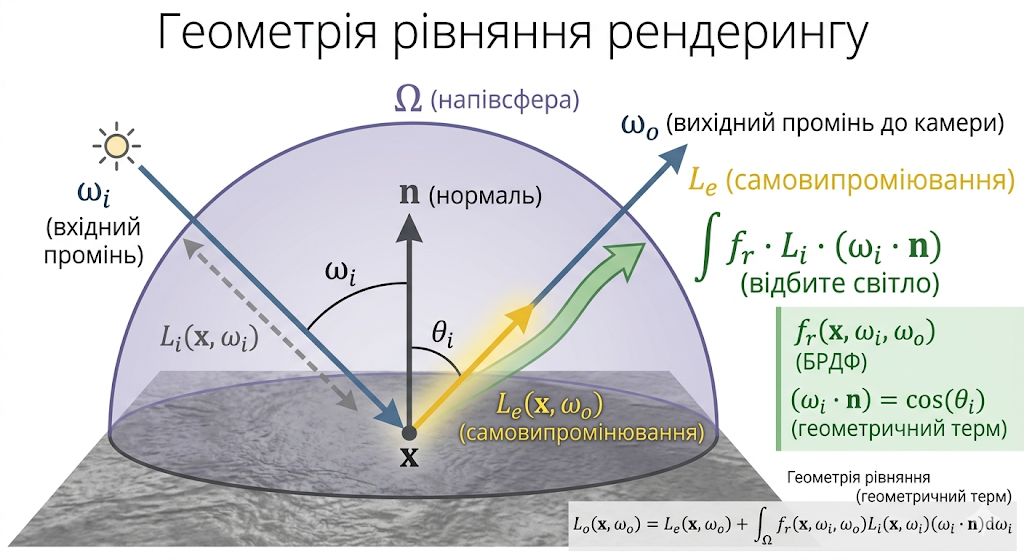 Геометрія рівняння рендерингу
Ω (напівсфера)
ω_o (вихідний промінь до камери)
L_e (самовипроміювання)
ω_i
(вхідний
промінь)
n (нормаль)
∫ f_r · L_i · (ω_i · n)
(відбите світло)
ω_i
θ_i
L_i(x, ω_i)
f_r(x, ω_i, ω_o)
(БРДФ)
(ω_i · n) = cos(θ_i)
(геометричний терм)
L_e(x, ω_o)
(самовипромінювання)
x
Геометрія рівняння
(геометричний терм)
L_o(x, ω_o) = L_e(x, ω_o) + ∫_Ω f_r(x, ω_i, ω_o)L_i(x, ω_i)(ω_i · n)dω_i